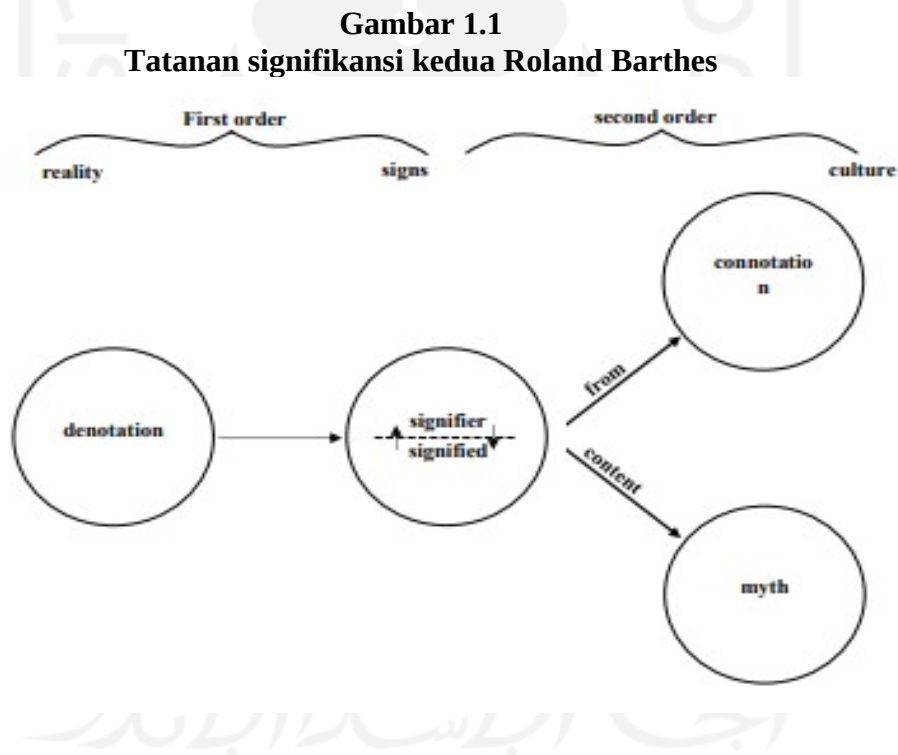 Gambar 1.1
Tatanan signifikansi kedua Roland Barthes
First order
second order
reality
signs
culture
connotatio
n
from
denotation
signifier
signified
content
myth